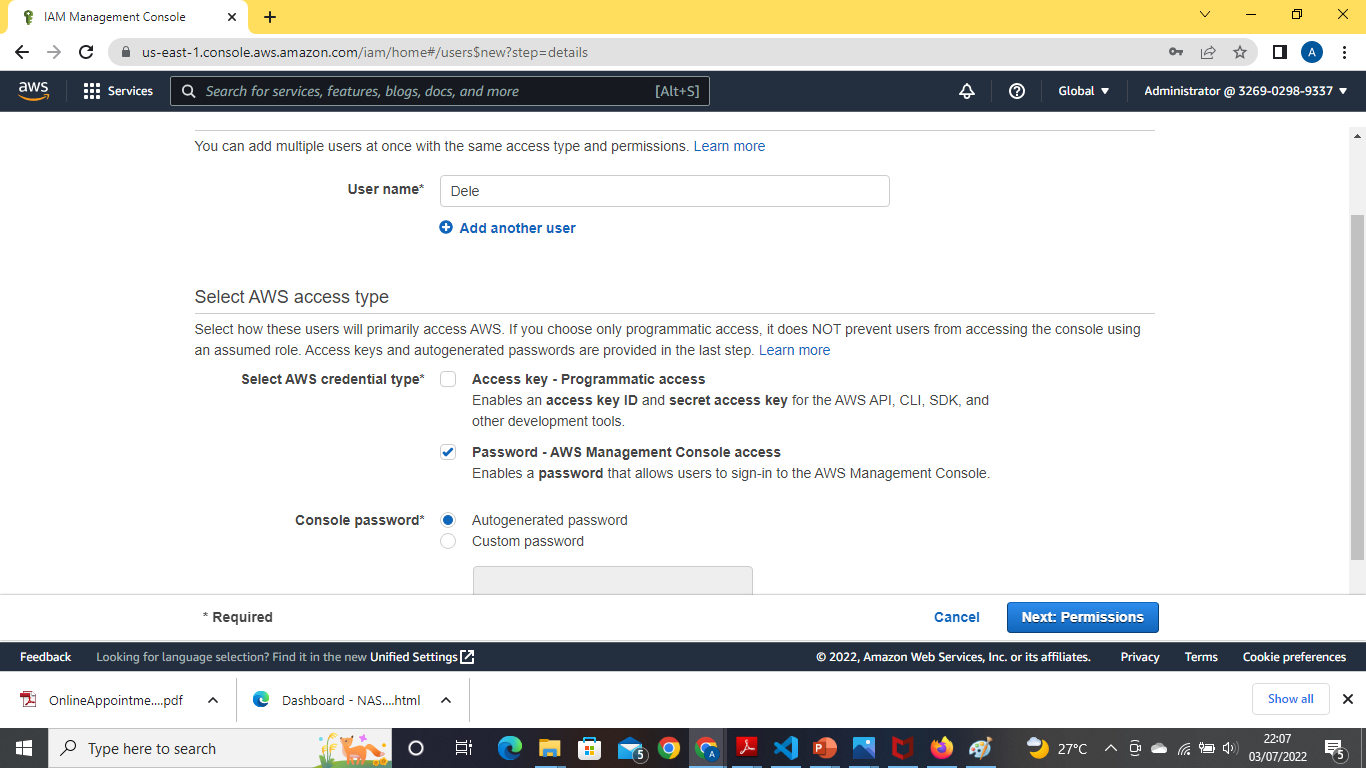 IAM Management Console
us-east-1.console.aws.amazon.com/iam/home#/users$new?step=details
A
aws
Services
Search for services, features, blogs, docs, and more
[Alt+S]
Global
Administrator @ 3269-0298-9337
You can add multiple users at once with the same access type and permissions. Learn more
User name*
Dele
Add another user
Select AWS access type
Select how these users will primarily access AWS. If you choose only programmatic access, it does NOT prevent users from accessing the console using
an assumed role. Access keys and autogenerated passwords are provided in the last step. Learn more
Select AWS credential type*
Access key - Programmatic access
Enables an access key ID and secret access key for the AWS API, CLI, SDK, and
other development tools.
Password - AWS Management Console access
Enables a password that allows users to sign-in to the AWS Management Console.
Console password*
Autogenerated password
Custom password
* Required
Cancel
Next: Permissions
Feedback
Looking for language selection? Find it in the new Unified Settings
© 2022, Amazon Web Services, Inc. or its affiliates.
Privacy
Terms
Cookie preferences
OnlineAppointme....pdf
Dashboard - NAS....html
Show all
Type here to search
5
A
P
27°C
22:07
03/07/2022
5